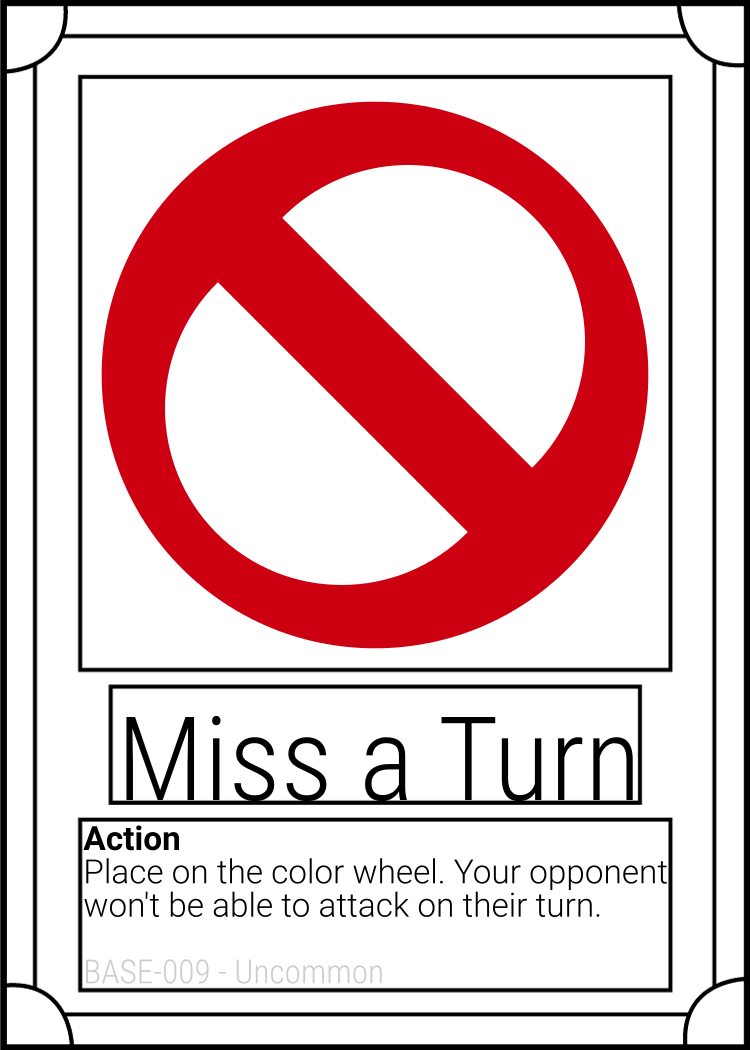 Miss a Turn
Action
Place on the color wheel. Your opponent
won't be able to attack on their turn.
BASE-009 - Uncommon